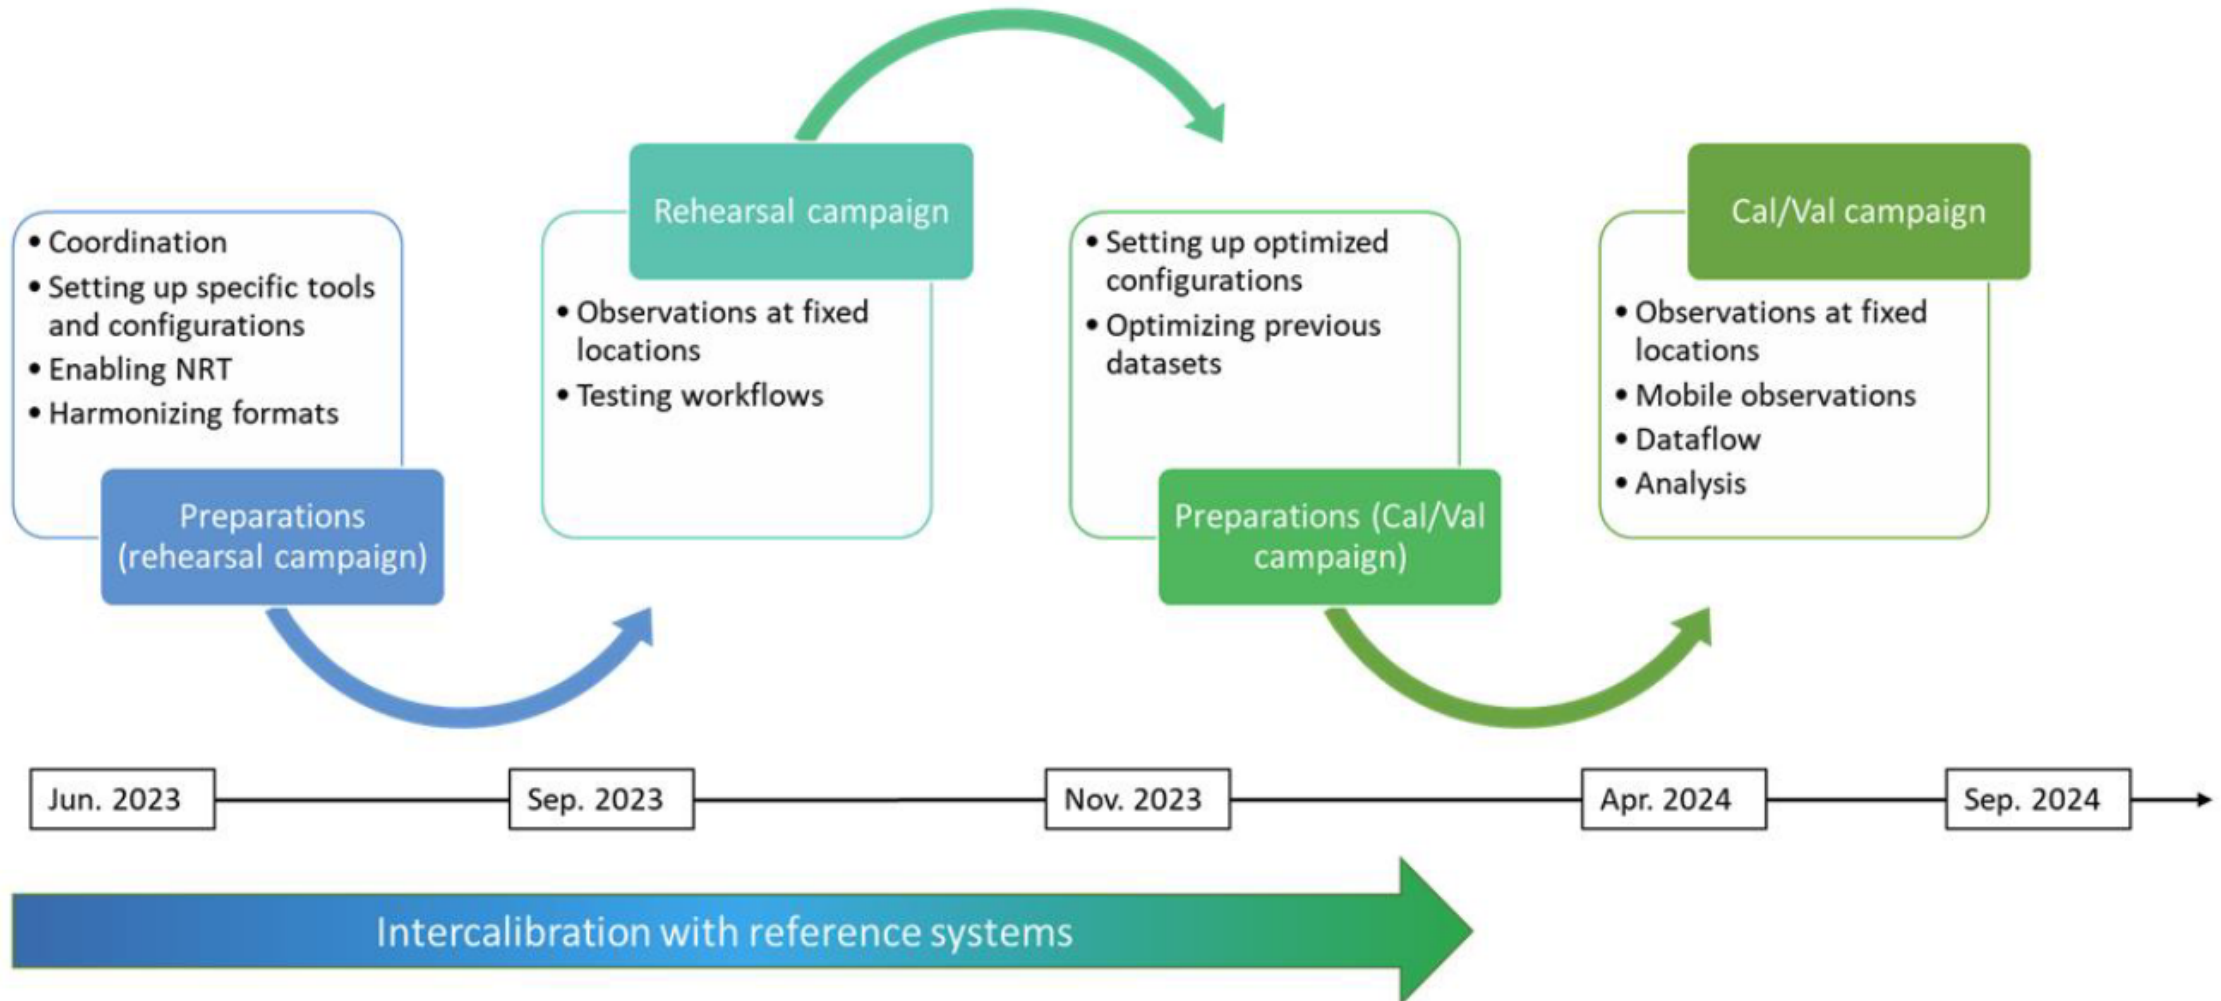 • Coordination
• Setting up specific tools
and configurations
• Enabling NRT
• Harmonizing formats
Preparations
(rehearsal campaign)
Rehearsal campaign
• Observations at fixed
locations
• Testing workflows
• Setting up optimized
configurations
• Optimizing previous
datasets
Preparations (Cal/Val
campaign)
Cal/Val campaign
• Observations at fixed
locations
• Mobile observations
• Dataflow
• Analysis
Jun. 2023
Sep. 2023
Nov. 2023
Apr. 2024
Sep. 2024
Intercalibration with reference systems